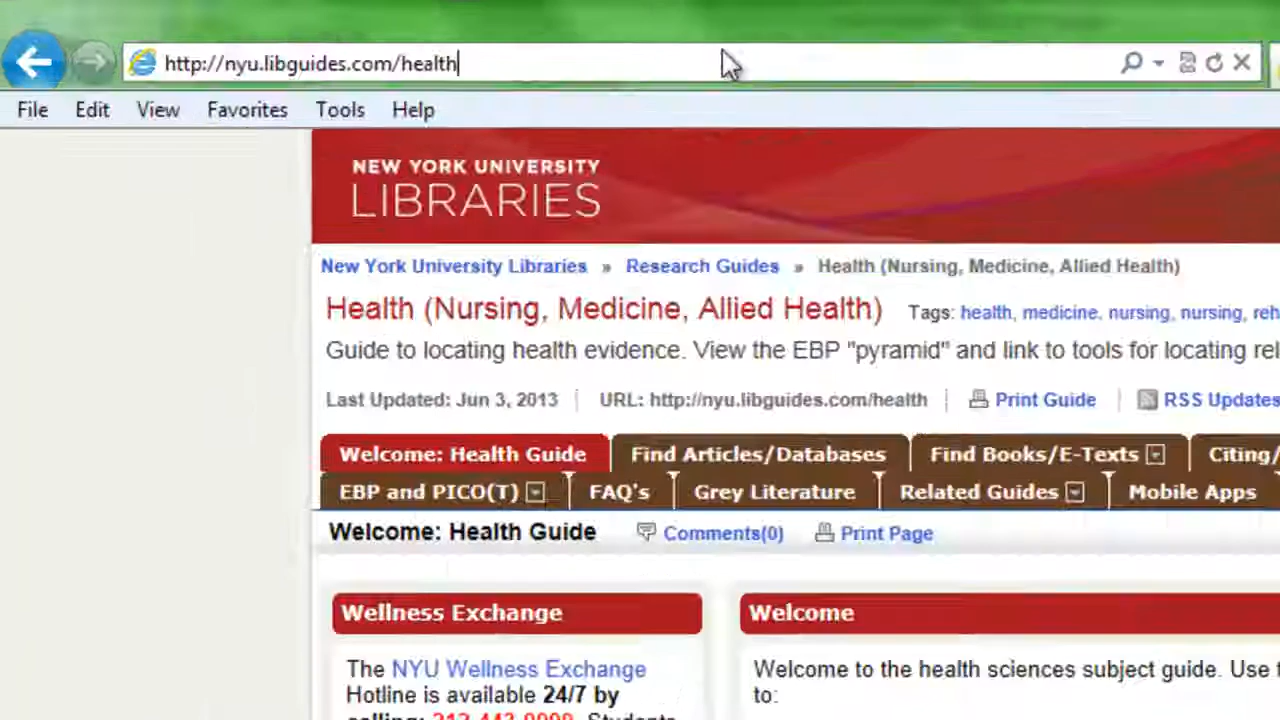 http://nyu.libguides.com/health
File Edit View Favorites Tools Help
NEW YORK UNIVERSITY
LIBRARIES
New York University Libraries » Research Guides » Health (Nursing, Medicine, Allied Health)
Health (Nursing, Medicine, Allied Health) Tags: health, medicine, nursing, nursing, reh
Guide to locating health evidence. View the EBP "pyramid" and link to tools for locating rel
Last Updated: Jun 3, 2013 URL: http://nyu.libguides.com/health Print Guide RSS Updates
Welcome: Health Guide Find Articles/Databases Find Books/E-Texts Citing/
EBP and PICO(T) FAQ's Grey Literature Related Guides Mobile Apps
Welcome: Health Guide Comments(0) Print Page
Wellness Exchange Welcome
The NYU Wellness Exchange
Hotline is available 24/7 by
calling: Students
Welcome to the health sciences subject guide. Use t
to: